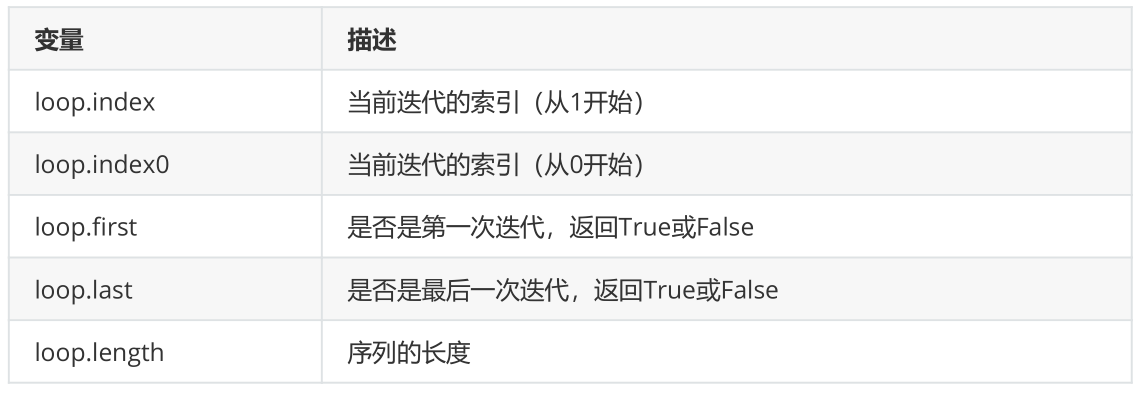 变量 描述
loop.index 当前迭代的索引（从1开始）
loop.index0 当前迭代的索引（从0开始）
loop.first 是否是第一次迭代，返回True或False
loop.last 是否是最后一次迭代，返回True或False
loop.length 序列的长度